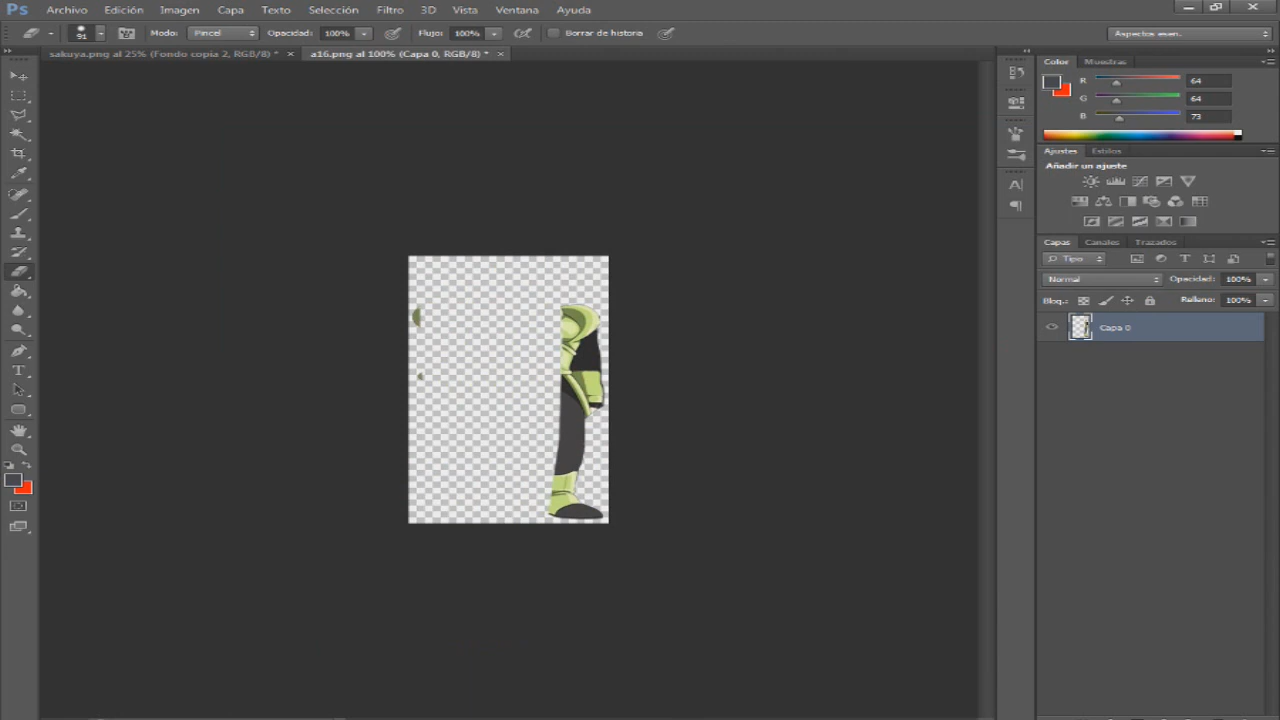 Ps Archivo Edición Imagen Capa Texto Selección Filtro 3D Vista Ventana Ayuda
91 Modo: Pincel Opacidad: 100% Flujo: 100% Borrar de historia Aspectos esen.
sakuya.png al 25% (Fondo copia 2, RGB/8) * × a16.png al 100% (Capa 0, RGB/8) * ×
Color Muestras
R 64
G 64
B 73
Ajustes Estilos
Añadir un ajuste
Capas Canales Trazados
Tipo
Normal Opacidad: 100%
Bloq.: Relleno: 100%
Capa 0